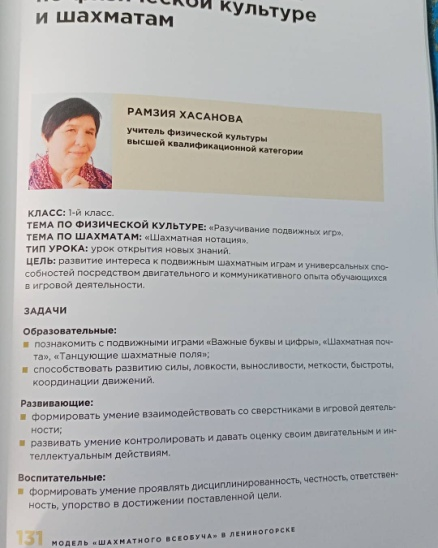 по физической культуре
и шахматам
РАМЗИЯ ХАСАНОВА
учитель физической культуры
высшей квалификационной категории
КЛАСС: 1-й класс.
ТЕМА ПО ФИЗИЧЕСКОЙ КУЛЬТУРЕ: «Разучивание подвижных игр».
ТЕМА ПО ШАХМАТАМ: «Шахматная нотация».
ТИП УРОКА: урок открытия новых знаний.
ЦЕЛЬ: развитие интереса к подвижным шахматным играм и универсальных спо-
собностей посредством двигательного и коммуникативного опыта обучающихся
в игровой деятельности.
ЗАДАЧИ
Образовательные:
познакомить с подвижными играми «Важные буквы и цифры», «Шахматная поч-
та», «Танцующие шахматные поля»;
способствовать развитию силы, ловкости, выносливости, меткости, быстроты,
координации движений.
Развивающие:
формировать умение взаимодействовать со сверстниками в игровой деятель-
ности;
развивать умение контролировать и давать оценку своим двигательным и ин-
теллектуальным действиям.
Воспитательные:
формировать умение проявлять дисциплинированность, честность, ответствен-
ность, упорство в достижении поставленной цели.
131 МОДЕЛЬ «ШАХМАТНОГО ВСЕОБУЧА» В ЛЕНИНОГОРСКЕ